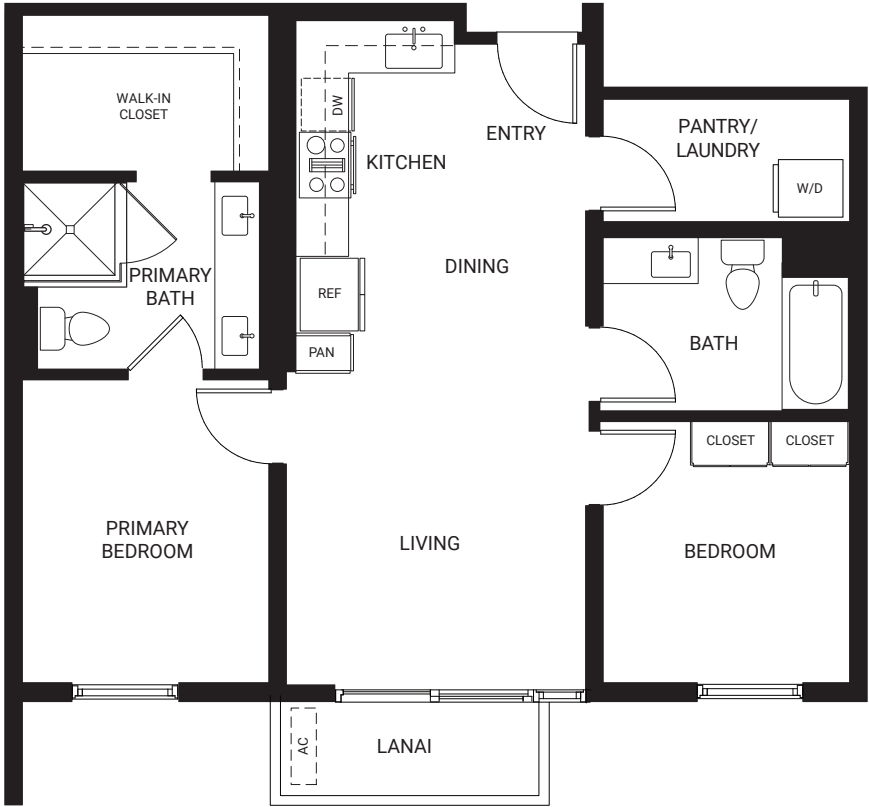 WALK-IN
CLOSET
DW
KITCHEN
ENTRY
PANTRY/
LAUNDRY
W/D
PRIMARY
BATH
REF
PAN
DINING
BATH
CLOSET
CLOSET
PRIMARY
BEDROOM
LIVING
BEDROOM
AC
LANAI